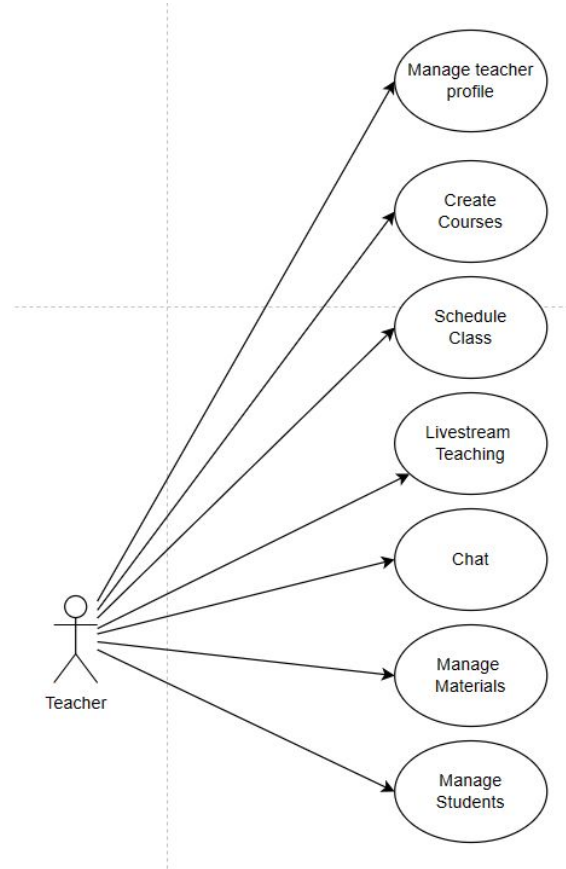 Manage teacher
profile
Create
Courses
Schedule
Class
Livestream
Teaching
Chat
Manage
Materials
Manage
Students
Teacher